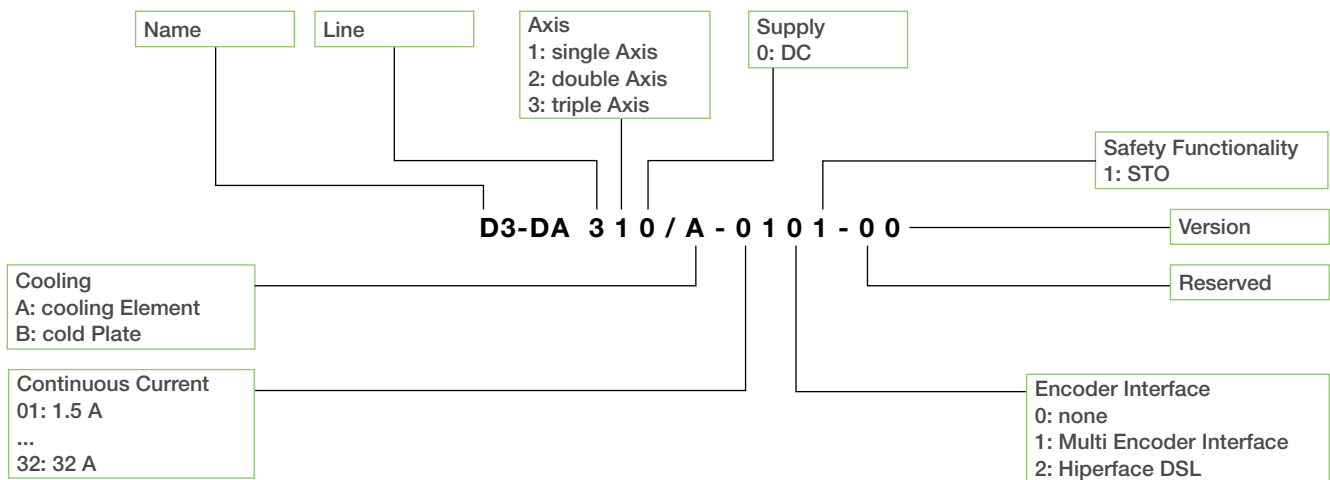 Name
Line
Axis
1: single Axis
2: double Axis
3: triple Axis
Supply
0: DC
Safety Functionality
1: STO
D3-DA 3 1 0 / A - 0 1 0 1 - 0 0
Version
Reserved
Cooling
A: cooling Element
B: cold Plate
Continuous Current
01: 1.5 A
...
32: 32 A
Encoder Interface
0: none
1: Multi Encoder Interface
2: Hiperface DSL